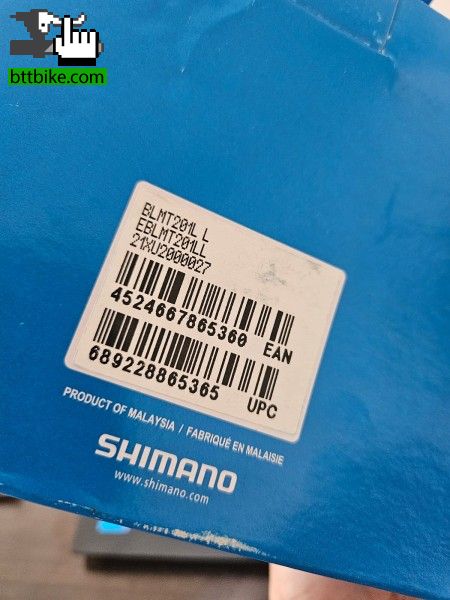 bttbike.com
BLMT201L L
EBLMT201LL
21XU2000027
4524667865360 EAN
689228865365 UPC
PRODUCT OF MALAYSIA / FABRIQUÉ EN MALAISIE
SHIMANO
www.shimano.com